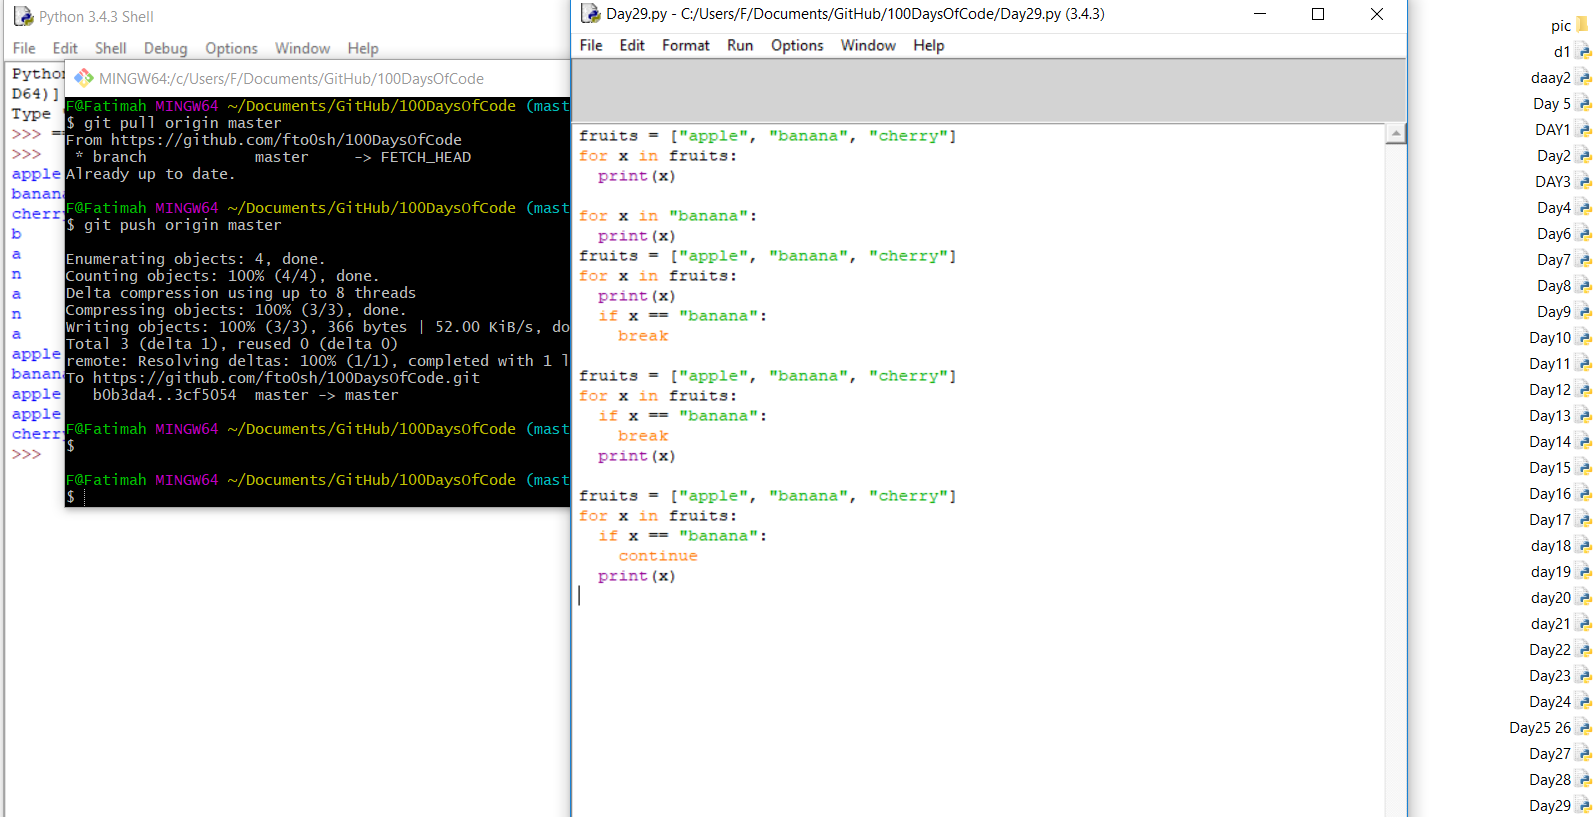 Python 3.4.3 Shell
File Edit Shell Debug Options Window Help
D64)]
Type
>>>
>>>
apple
b
a
n
a
n
a
apple
apple
apple
>>>
MINGW64:/c/Users/F/Documents/GitHub/100DaysOfCode
F@Fatimah MINGW64 ~/Documents/GitHub/100DaysOfCode (mast
$ git pull origin master
From https://github.com/fto0sh/100DaysOfCode
 * branch            master     -> FETCH_HEAD
Already up to date.
F@Fatimah MINGW64 ~/Documents/GitHub/100DaysOfCode (mast
$ git push origin master
Enumerating objects: 4, done.
Counting objects: 100% (4/4), done.
Delta compression using up to 8 threads
Compressing objects: 100% (3/3), done.
Writing objects: 100% (3/3), 366 bytes | 52.00 KiB/s, do
Total 3 (delta 1), reused 0 (delta 0)
remote: Resolving deltas: 100% (1/1), completed with 1 l
To https://github.com/fto0sh/100DaysOfCode.git
   b0b3da4..3cf5054  master -> master
F@Fatimah MINGW64 ~/Documents/GitHub/100DaysOfCode (mast
$
F@Fatimah MINGW64 ~/Documents/GitHub/100DaysOfCode (mast
$
Day29.py - C:/Users/F/Documents/GitHub/100DaysOfCode/Day29.py (3.4.3)
File Edit Format Run Options Window Help
fruits = ["apple", "banana", "cherry"]
for x in fruits:
  print(x)
for x in "banana":
  print(x)
fruits = ["apple", "banana", "cherry"]
for x in fruits:
  print(x)
  if x == "banana":
    break
fruits = ["apple", "banana", "cherry"]
for x in fruits:
  if x == "banana":
    break
  print(x)
fruits = ["apple", "banana", "cherry"]
for x in fruits:
  if x == "banana":
    continue
  print(x)
pic
d1
daay2
Day 5
DAY1
Day2
DAY3
Day4
Day6
Day7
Day8
Day9
Day10
Day11
Day12
Day13
Day14
Day15
Day16
Day17
day18
day19
day20
day21
Day22
Day23
Day24
Day25 26
Day27
Day28
Day29